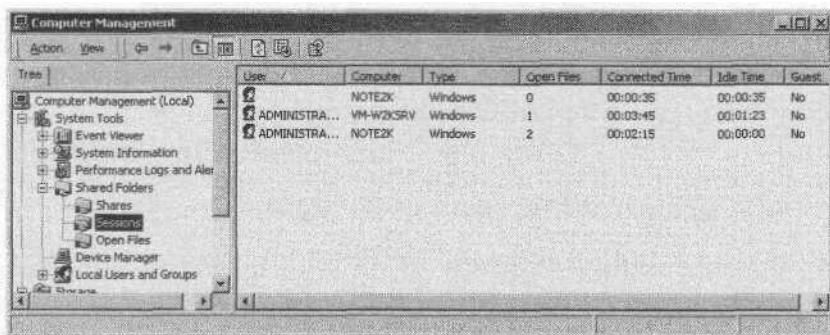 Computer Management
Action View
Tree
User / Computer Type Open Files Connected Time Idle Time Guest
Computer Management (Local)
System Tools
Event Viewer
System Information
Performance Logs and Aler
Shared Folders
Shares
Sessions
Open Files
Device Manager
Local Users and Groups
Storage
NOTE2K Windows 0 00:00:35 00:00:35 No
ADMINISTRA... VM-W2KSRV Windows 1 00:03:45 00:01:23 No
ADMINISTRA... NOTE2K Windows 2 00:02:15 00:00:00 No